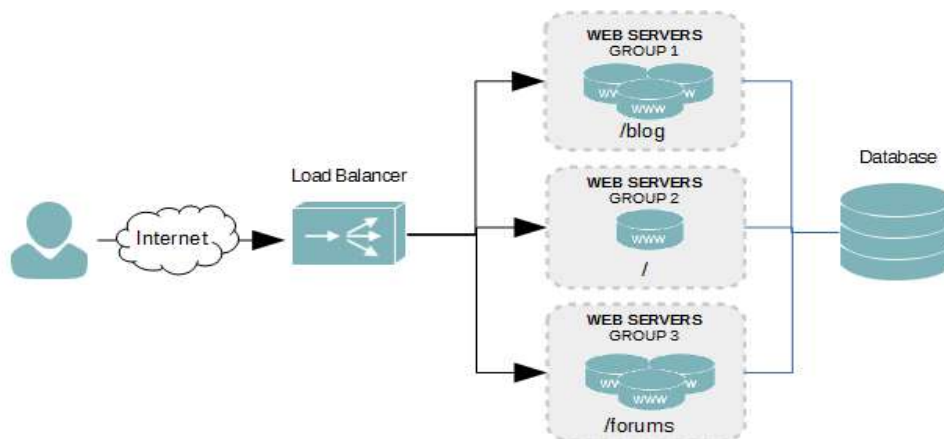 WEB SERVERS
GROUP 1
www
/blog
Load Balancer
Internet
WEB SERVERS
GROUP 2
www
/
Database
WEB SERVERS
GROUP 3
www
/forums